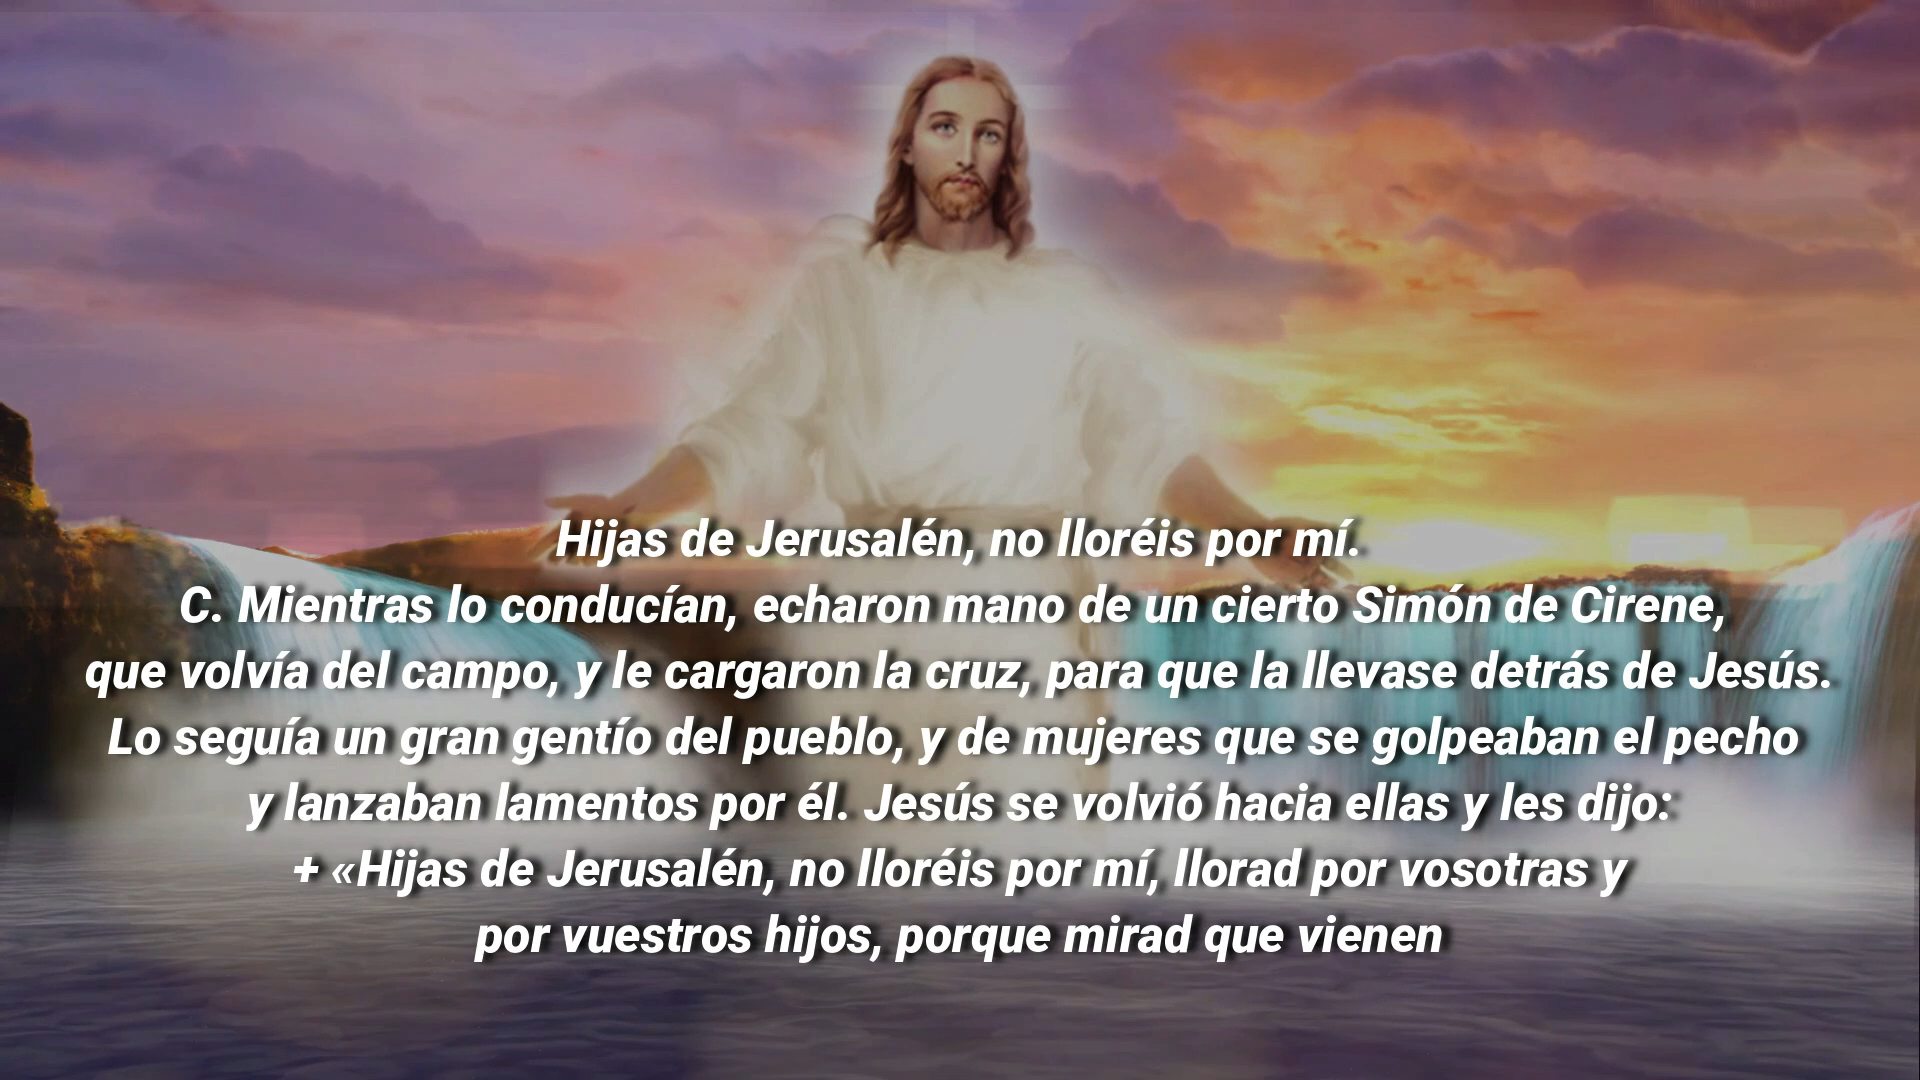 Hijas de Jerusalén, no lloréis por mí.
C. Mientras lo conducían, echaron mano de un cierto Simón de Cirene,
que volvía del campo, y le cargaron la cruz, para que la llevase detrás de Jesús.
Lo seguía un gran gentío del pueblo, y de mujeres que se golpeaban el pecho
y lanzaban lamentos por él. Jesús se volvió hacia ellas y les dijo:
+ «Hijas de Jerusalén, no lloréis por mí, llorad por vosotras y
por vuestros hijos, porque mirad que vienen